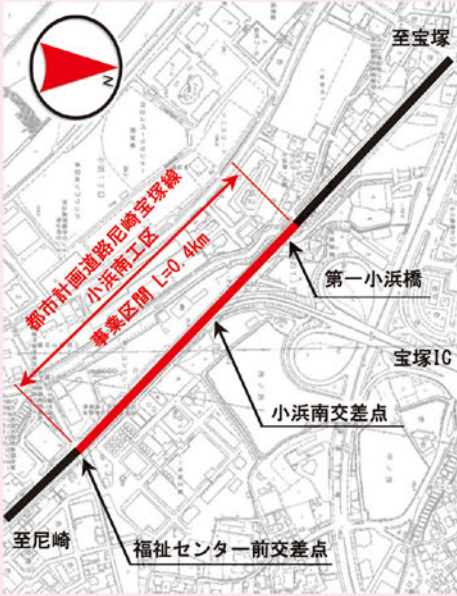 N
至宝塚
都市計画道路尼崎宝塚線
小浜南工区
事業区間 L=0.4km
第一小浜橋
宝塚IC
小浜南交差点
至尼崎
福祉センター前交差点